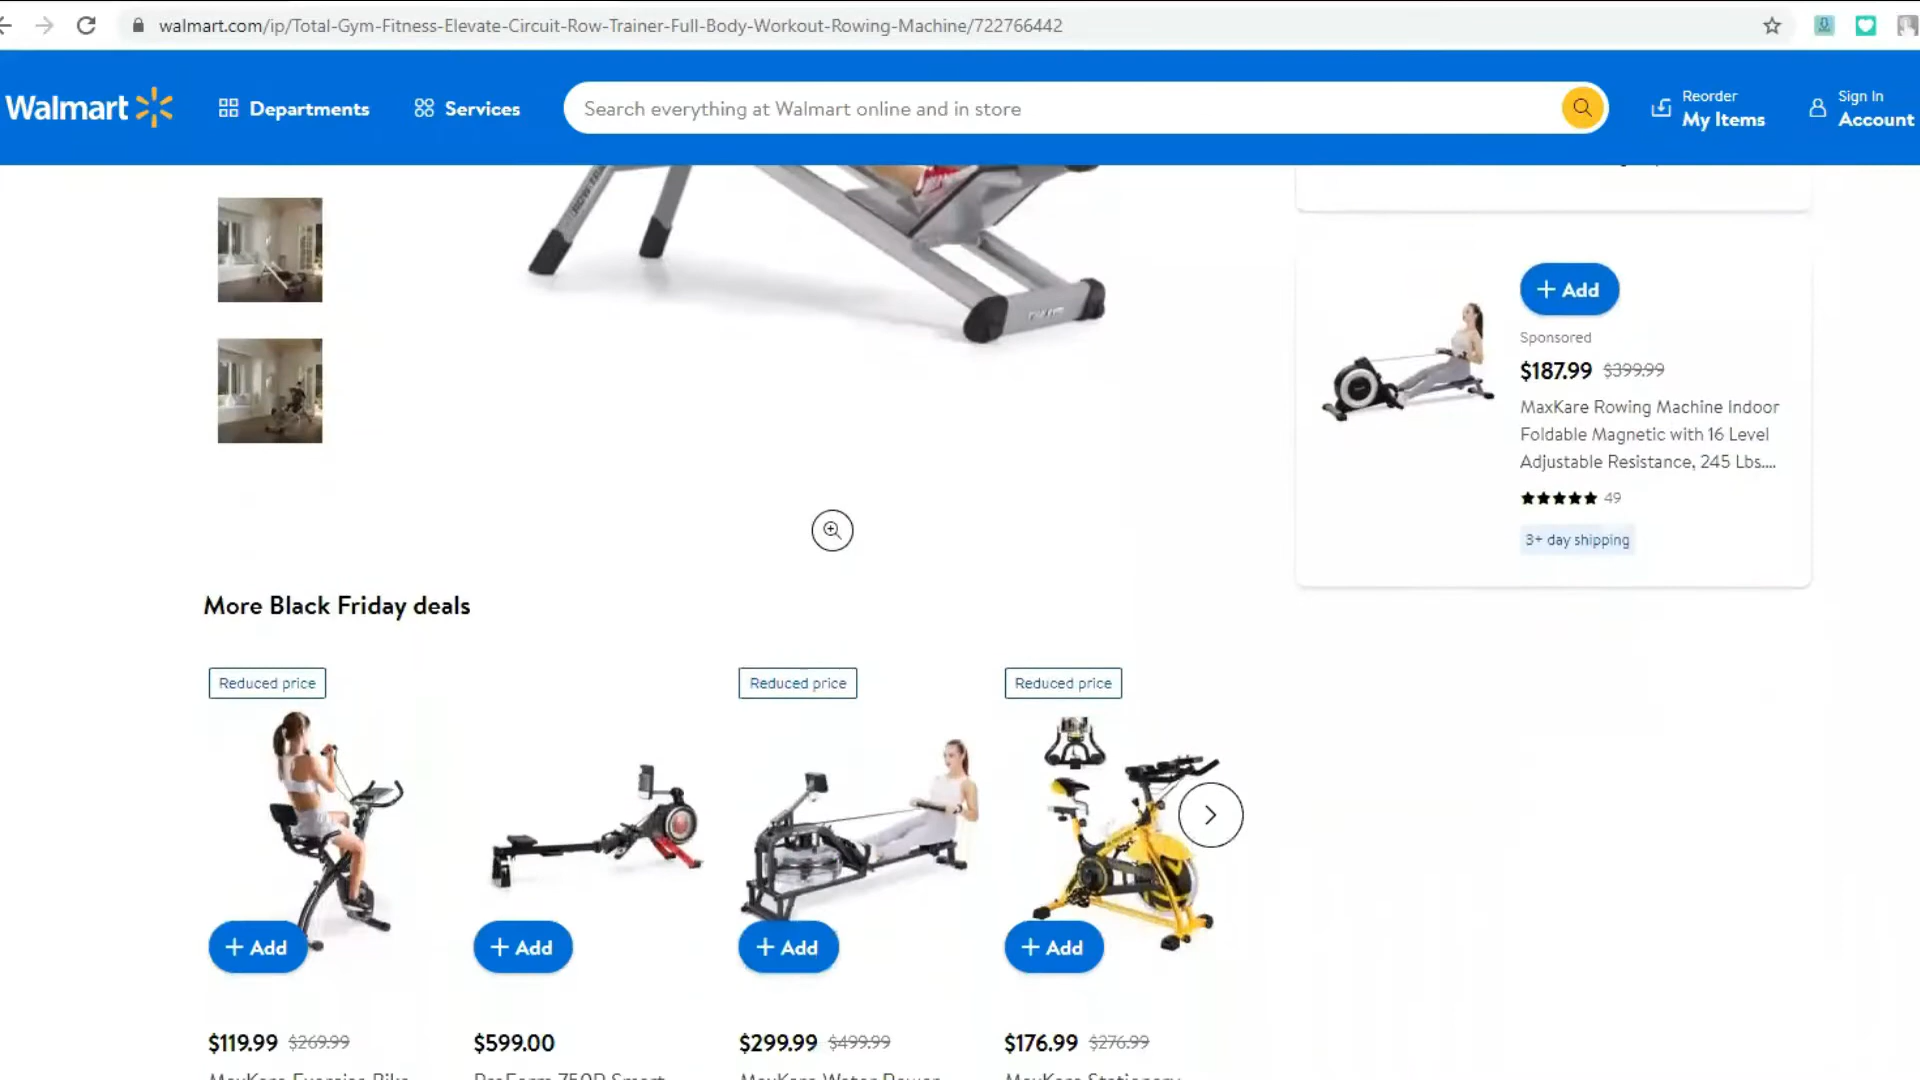 walmart.com/ip/Total-Gym-Fitness-Elevate-Circuit-Row-Trainer-Full-Body-Workout-Rowing-Machine/722766442
Walmart
Departments
Services
Search everything at Walmart online and in store
Reorder
My Items
Sign In
Account
+ Add
Sponsored
$187.99 $399.99
MaxKare Rowing Machine Indoor
Foldable Magnetic with 16 Level
Adjustable Resistance, 245 Lbs....
49
3+ day shipping
More Black Friday deals
Reduced price
Reduced price
Reduced price
+ Add
+ Add
+ Add
+ Add
$119.99 $269.99
$599.00
$299.99 $499.99
$176.99 $276.99
MaxKare Exercise Bike
ProForm 750R Smart
MaxKare Water Rower
MaxKare Stationary